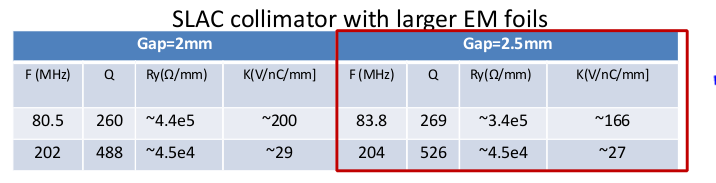 SLAC collimator with larger EM foils
Gap=2mm Gap=2.5mm
F (MHz) Q Ry(Ω/mm) K(V/nC/mm] F (MHz) Q Ry(Ω/mm) K(V/nC/mm]
80.5 260 ~4.4e5 ~200 83.8 269 ~3.4e5 ~166
202 488 ~4.5e4 ~29 204 526 ~4.5e4 ~27